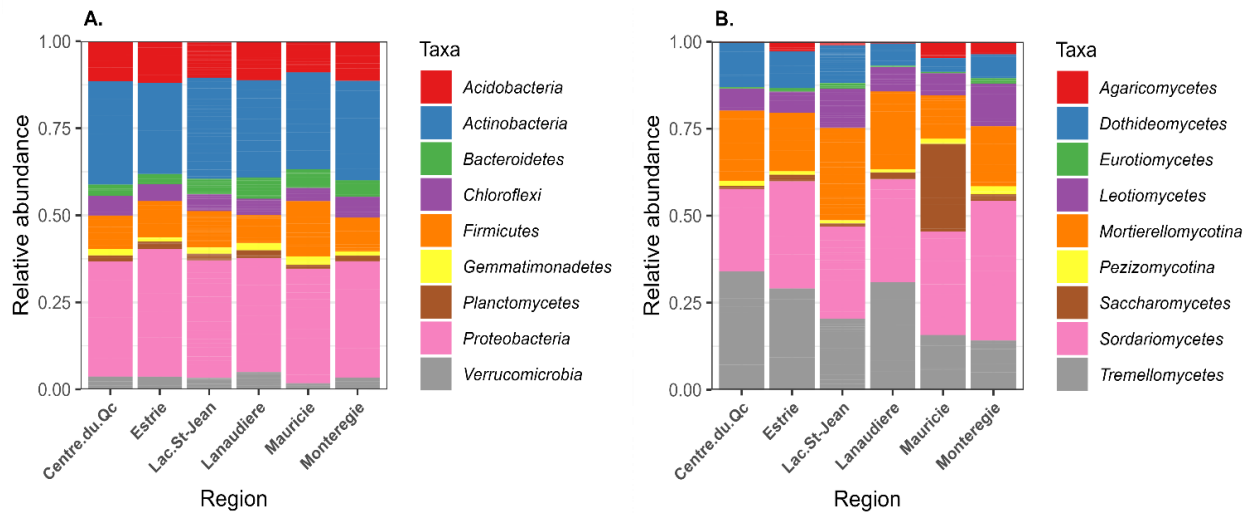 A.
Relative abundance
1.00
0.75
0.50
0.25
0.00
Centre.du.Qc
Estrie
Lac.St-Jean
Lanaudiere
Mauricie
Monteregie
Region
Taxa
Acidobacteria
Actinobacteria
Bacteroidetes
Chloroflexi
Firmicutes
Gemmatimonadetes
Planctomycetes
Proteobacteria
Verrucomicrobia
B.
Relative abundance
1.00
0.75
0.50
0.25
0.00
Centre.du.Qc
Estrie
Lac.St-Jean
Lanaudiere
Mauricie
Monteregie
Region
Taxa
Agaricomycetes
Dothideomycetes
Eurotiomycetes
Leotiomycetes
Mortierellomycotina
Pezizomycotina
Saccharomycetes
Sordariomycetes
Tremellomycetes